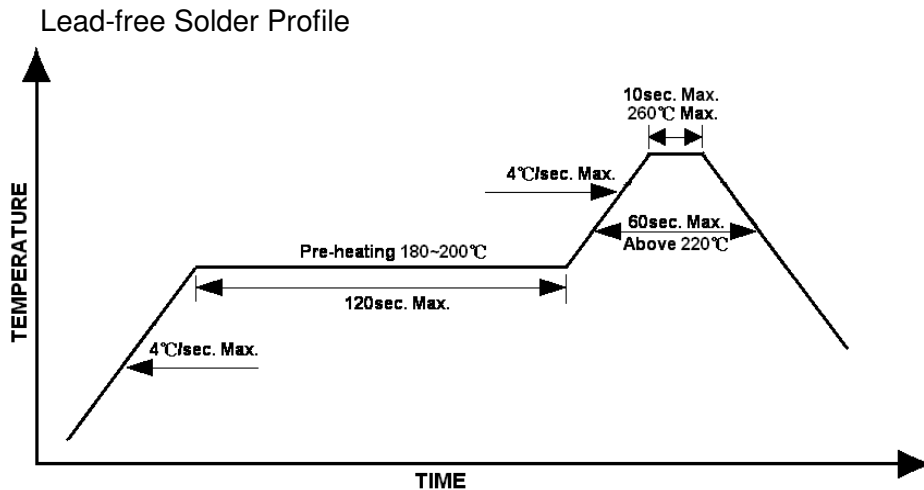 Lead-free Solder Profile
10sec. Max.
260℃ Max.
4℃/sec. Max.
60sec. Max.
Above 220℃
Pre-heating 180~200℃
120sec. Max.
4℃/sec. Max.
TEMPERATURE
TIME